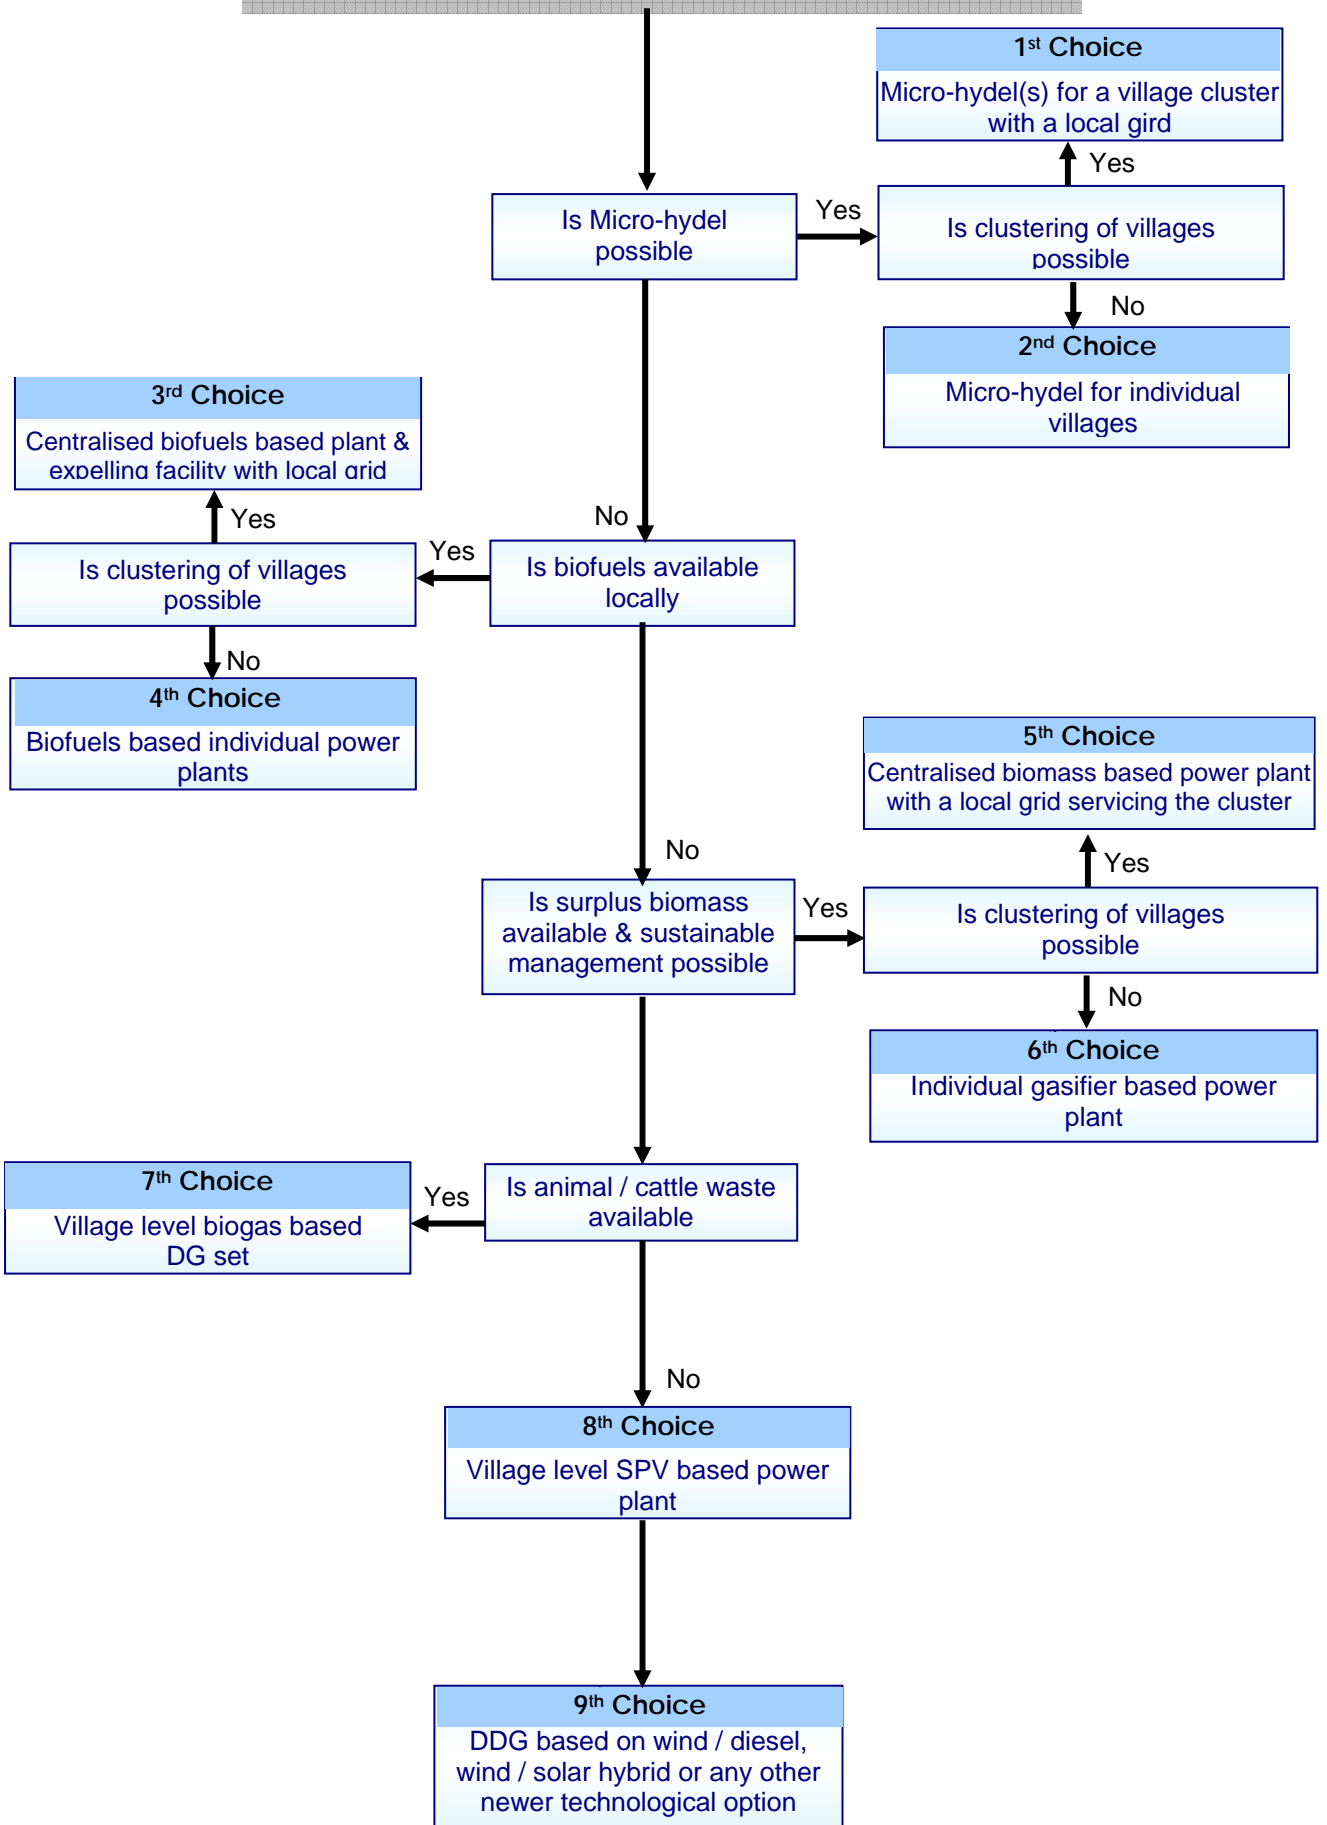 1st Choice
Micro-hydel(s) for a village cluster
with a local gird
Yes
Is Micro-hydel
possible
Yes
Is clustering of villages
possible
No
2nd Choice
Micro-hydel for individual
villages
3rd Choice
Centralised biofuels based plant &
expelling facility with local grid
Yes
No
Is clustering of villages
possible
Yes
Is biofuels available
locally
No
4th Choice
Biofuels based individual power
plants
5th Choice
Centralised biomass based power plant
with a local grid servicing the cluster
No
Yes
Is surplus biomass
available & sustainable
management possible
Yes
Is clustering of villages
possible
No
6th Choice
Individual gasifier based power
plant
7th Choice
Village level biogas based
DG set
Yes
Is animal / cattle waste
available
No
8th Choice
Village level SPV based power
plant
9th Choice
DDG based on wind / diesel,
wind / solar hybrid or any other
newer technological option